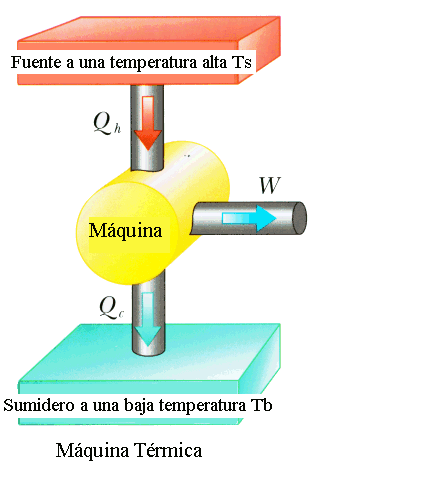 Fuente a una temperatura alta Ts
Qh
W
Máquina
Qc
Sumidero a una baja temperatura Tb
Máquina Térmica